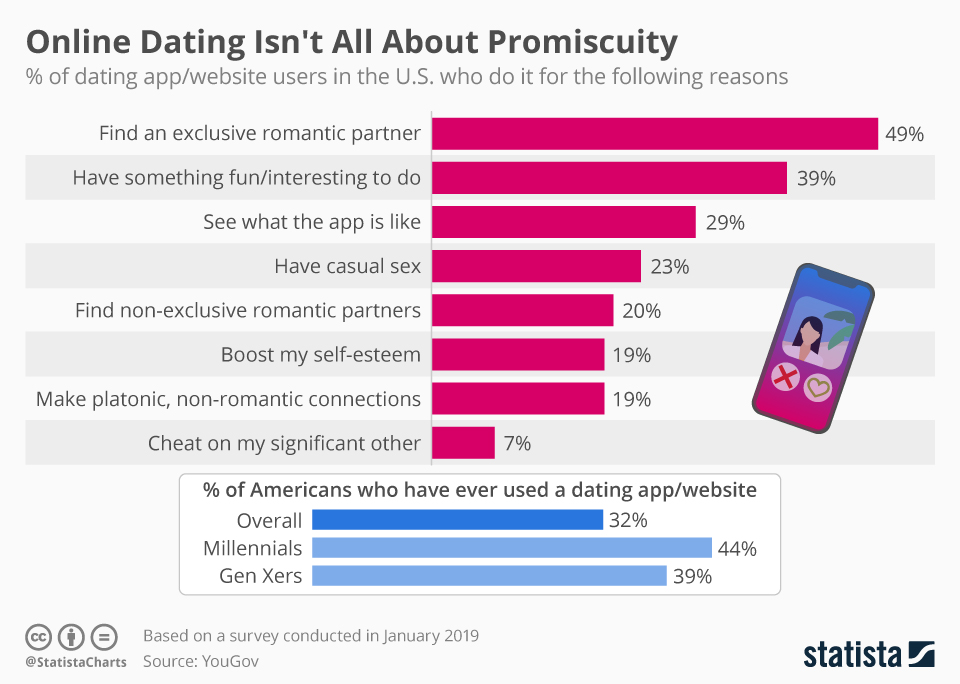 Online Dating Isn't All About Promiscuity
% of dating app/website users in the U.S. who do it for the following reasons
Find an exclusive romantic partner 49%
Have something fun/interesting to do 39%
See what the app is like 29%
Have casual sex 23%
Find non-exclusive romantic partners 20%
Boost my self-esteem 19%
Make platonic, non-romantic connections 19%
Cheat on my significant other 7%
% of Americans who have ever used a dating app/website
Overall 32%
Millennials 44%
Gen Xers 39%
cc
Based on a survey conducted in January 2019
@StatistaCharts Source: YouGov
statista